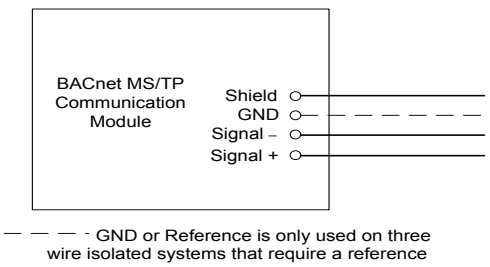 BACnet MS/TP
Communication
Module
Shield
GND
Signal –
Signal +
GND or Reference is only used on three
wire isolated systems that require a reference